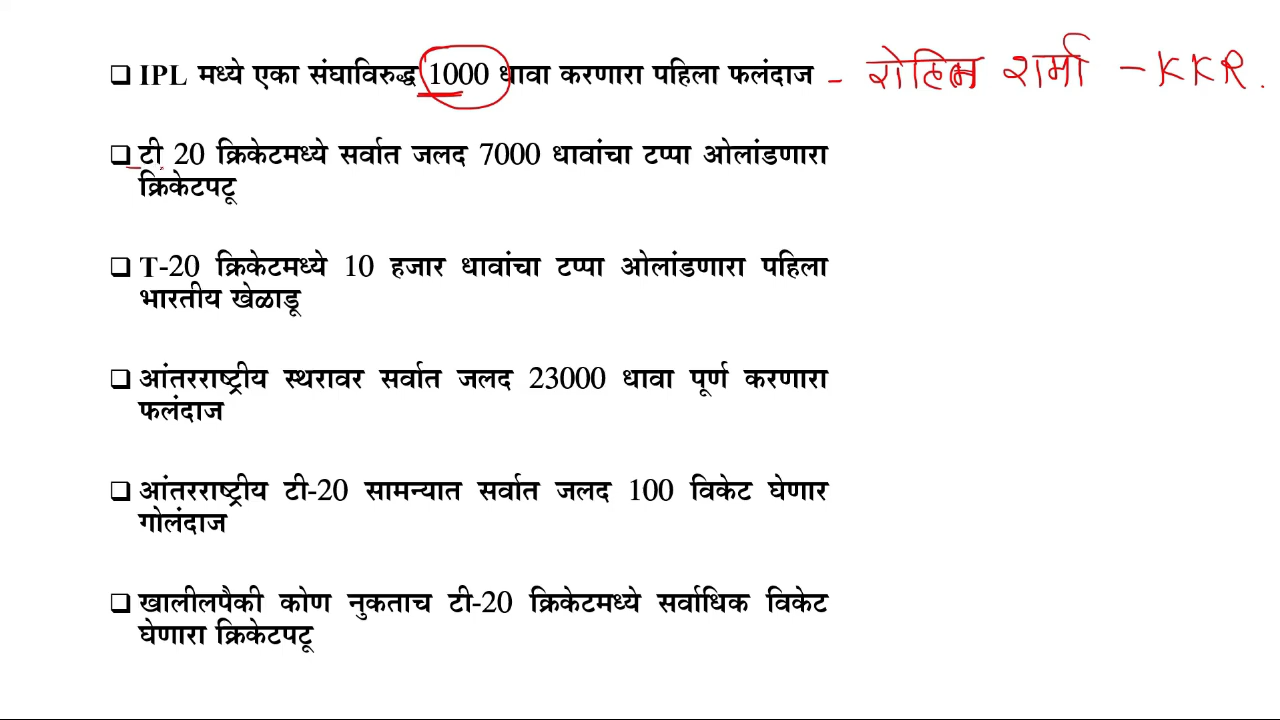 ❑ IPL मध्ये एका संघाविरुद्ध 1000 धावा करणारा पहिला फलंदाज - रोहित शर्मा - KKR.
❑ टी 20 क्रिकेटमध्ये सर्वात जलद 7000 धावांचा टप्पा ओलांडणारा
क्रिकेटपटू
❑ T-20 क्रिकेटमध्ये 10 हजार धावांचा टप्पा ओलांडणारा पहिला
भारतीय खेळाडू
❑ आंतरराष्ट्रीय स्थरावर सर्वात जलद 23000 धावा पूर्ण करणारा
फलंदाज
❑ आंतरराष्ट्रीय टी-20 सामन्यात सर्वात जलद 100 विकेट घेणार
गोलंदाज
❑ खालीलपैकी कोण नुकताच टी-20 क्रिकेटमध्ये सर्वाधिक विकेट
घेणारा क्रिकेटपटू